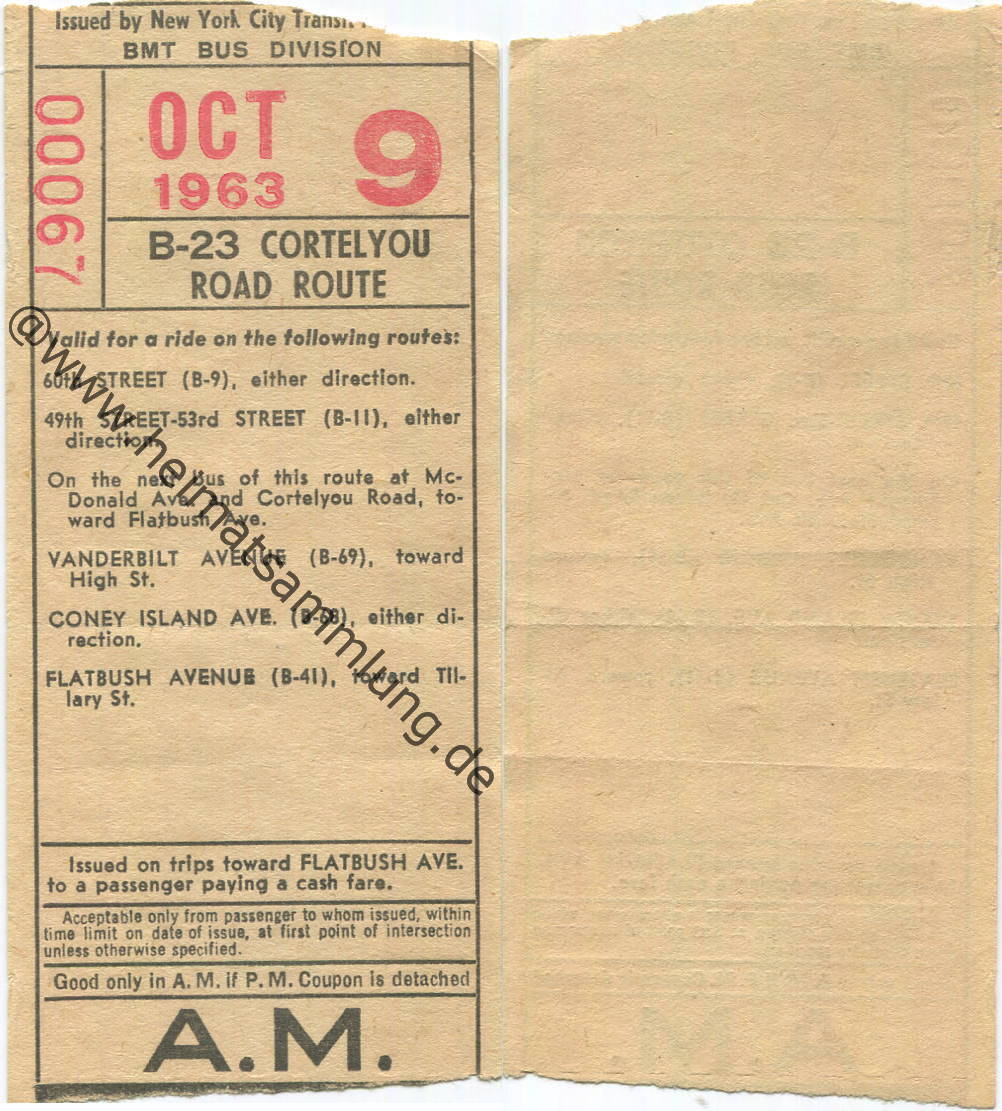 Issued by New York City Transit
BMT BUS DIVISION
00067
OCT
1963
9
B-23 CORTELYOU
ROAD ROUTE
Valid for a ride on the following routes:
60th STREET (B-9), either direction.
49th STREET-53rd STREET (B-11), either
direction.
On the next bus of this route at Mc-
Donald Ave. and Cortelyou Road, to-
ward Flatbush Ave.
VANDERBILT AVENUE (B-69), toward
High St.
CONEY ISLAND AVE. (B-68), either di-
rection.
FLATBUSH AVENUE (B-41), toward Til-
lary St.
Issued on trips toward FLATBUSH AVE.
to a passenger paying a cash fare.
Acceptable only from passenger to whom issued, within
time limit on date of issue, at first point of intersection
unless otherwise specified.
Good only in A.M. if P.M. Coupon is detached
A.M.
@www.heimatsammlung.de